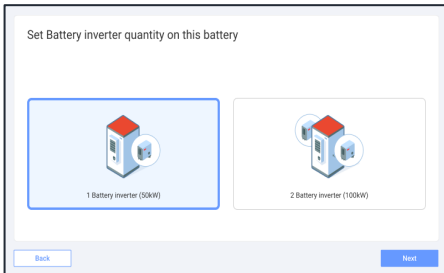 Set Battery inverter quantity on this battery
1 Battery inverter (50kW)
2 Battery inverter (100kW)
Back
Next